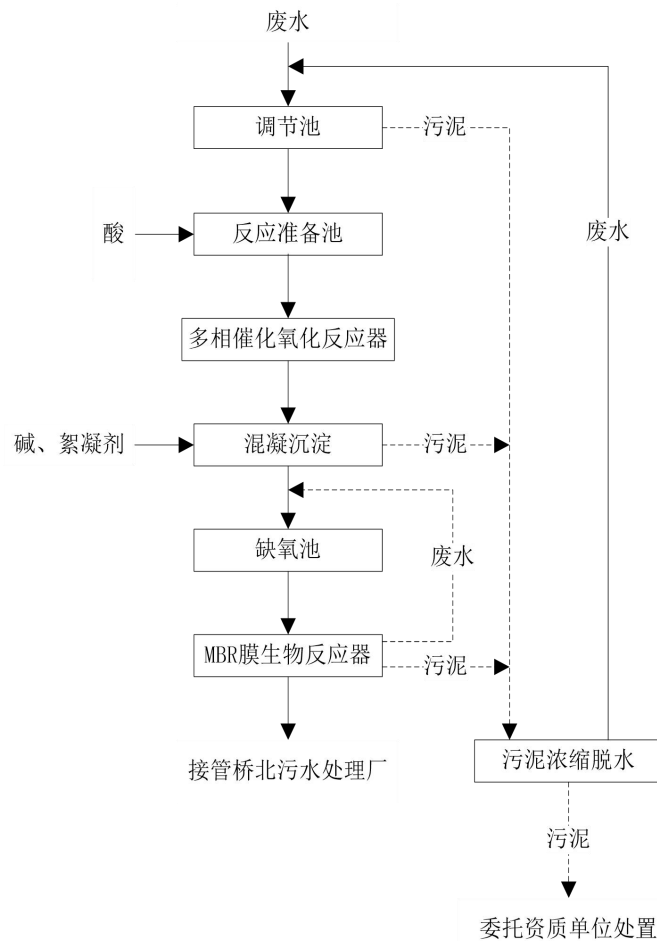 废水
调节池
污泥
酸
反应准备池
废水
多相催化氧化反应器
碱、絮凝剂
混凝沉淀
污泥
缺氧池
废水
MBR膜生物反应器
污泥
接管桥北污水处理厂
污泥浓缩脱水
污泥
委托资质单位处置